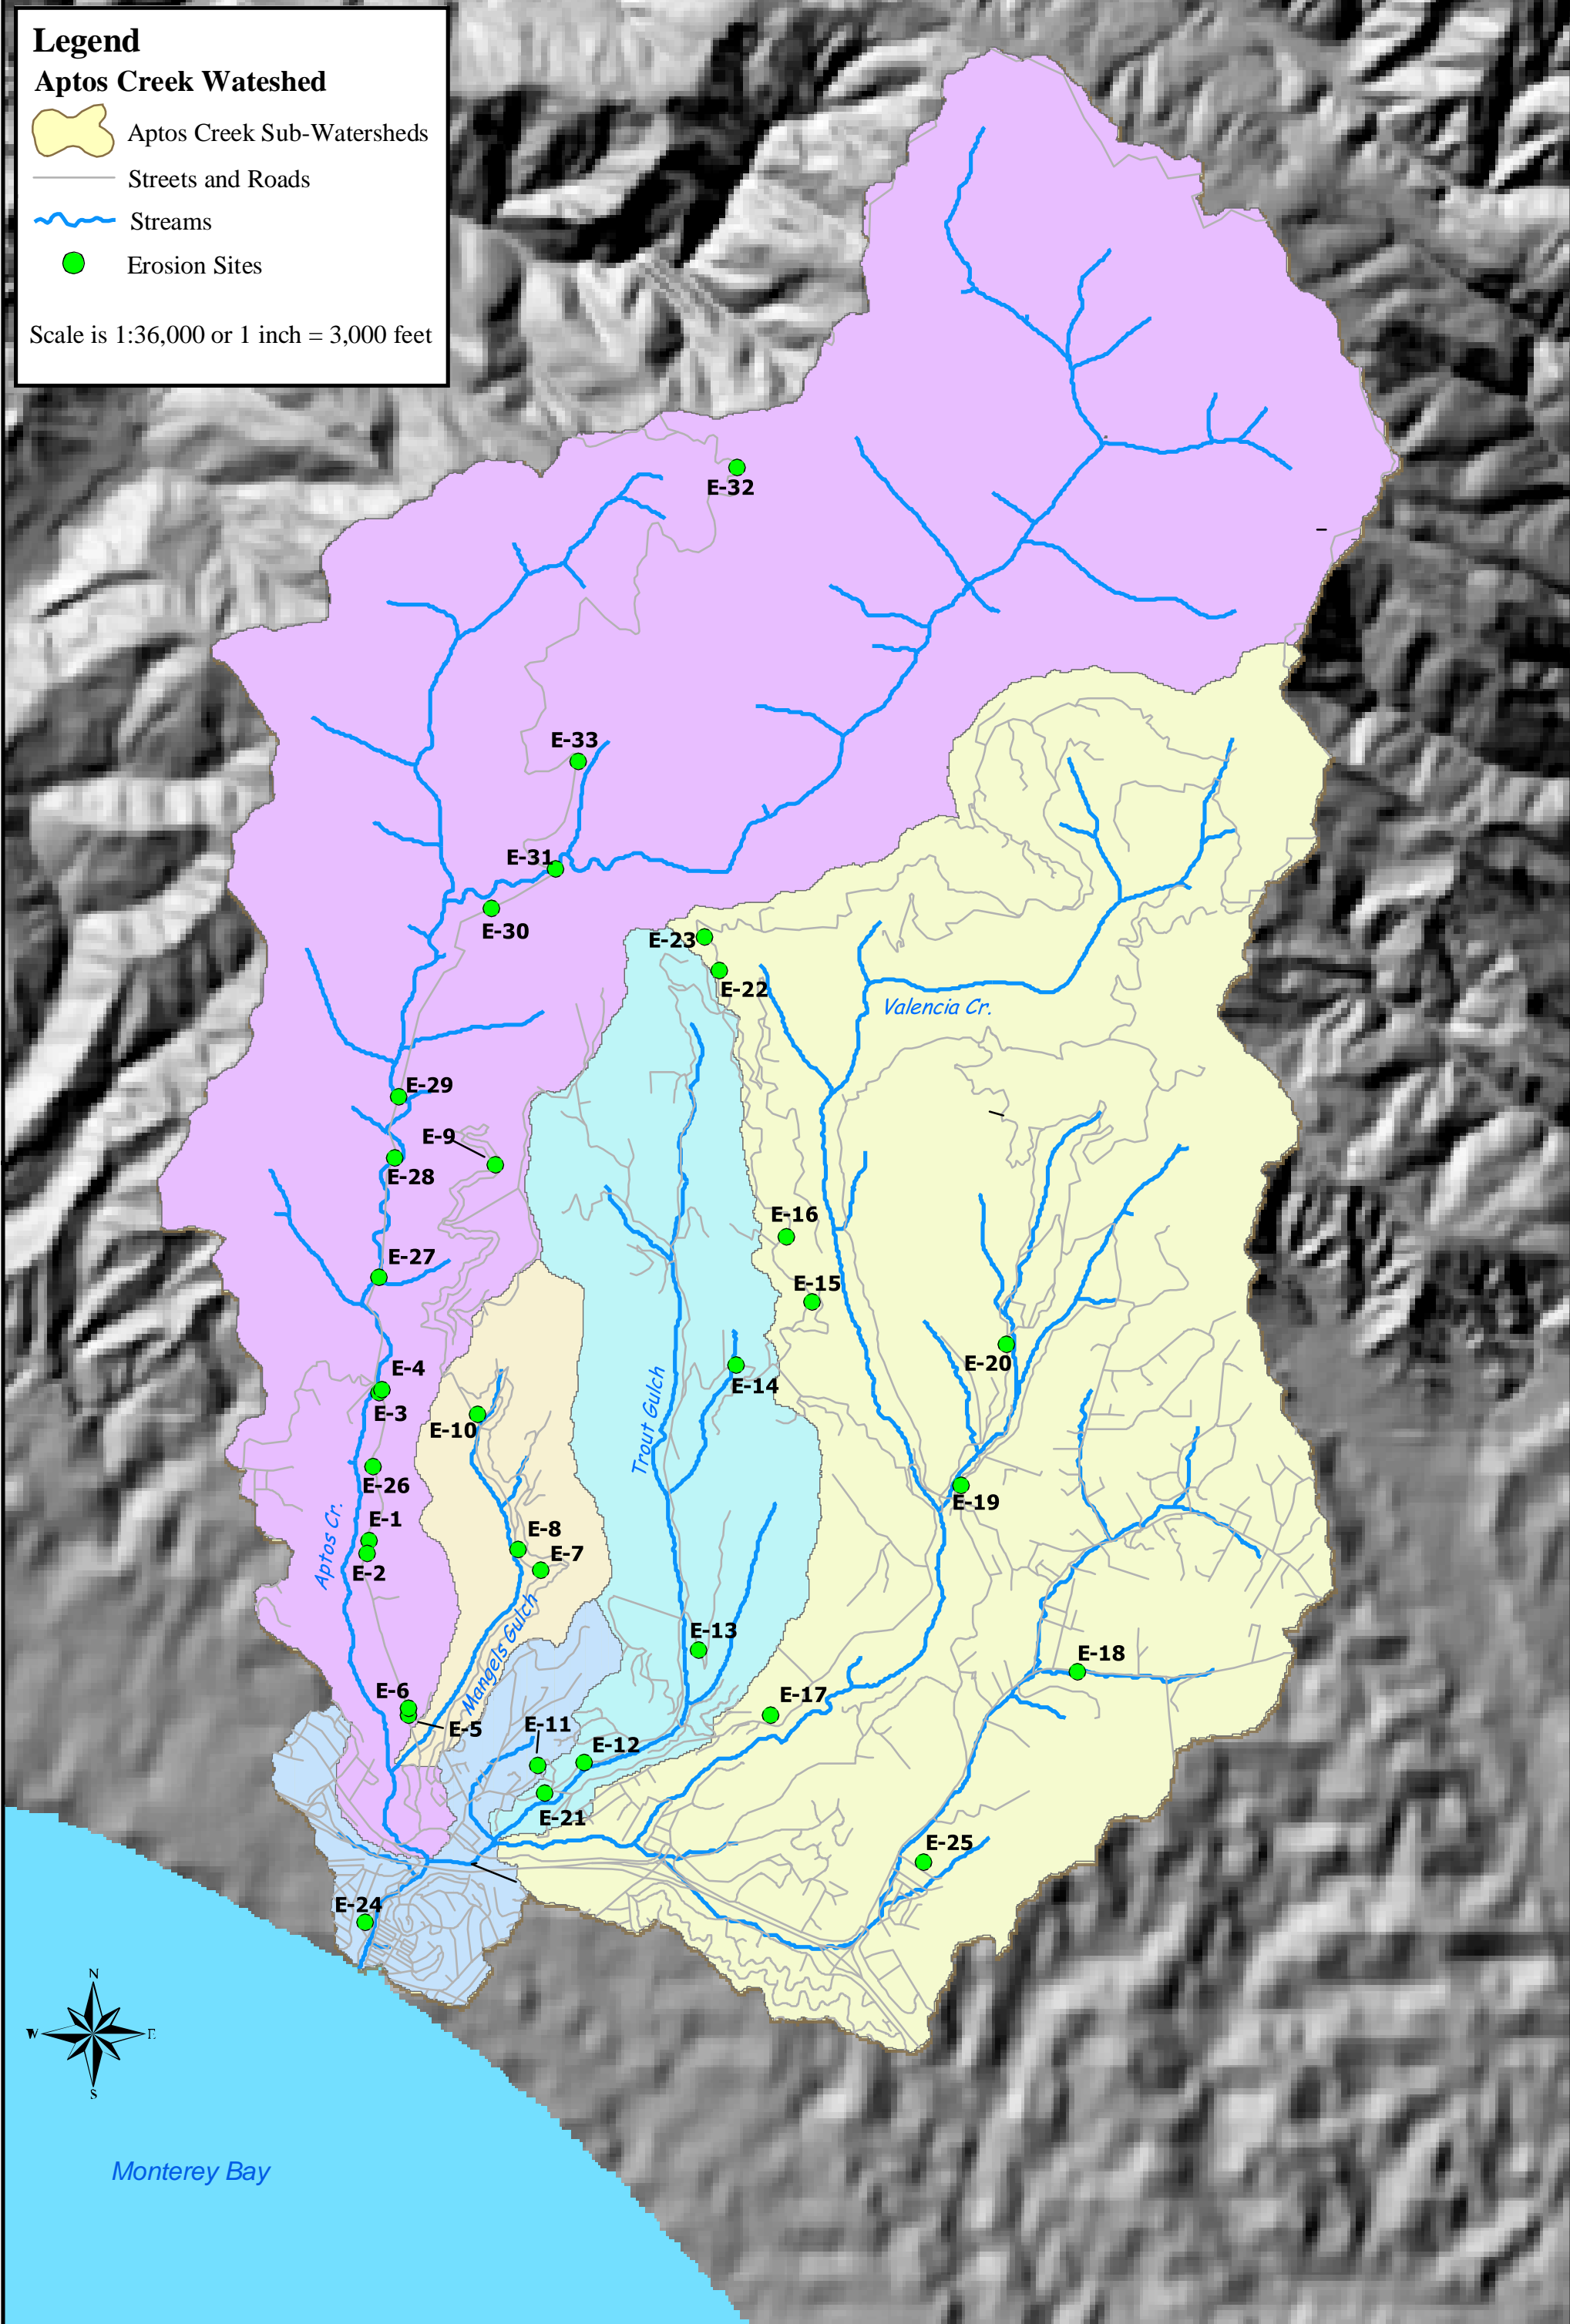 Legend
Aptos Creek Wateshed
Aptos Creek Sub-Watersheds
Streets and Roads
Streams
Erosion Sites
Scale is 1:36,000 or 1 inch = 3,000 feet
E-32
E-33
E-31
E-30
E-23
E-22
Valencia Cr.
E-29
E-9
E-28
E-16
E-27
E-15
E-20
E-4
E-14
E-3
Trout Gulch
E-10
E-26
E-19
E-1
Aptos Cr.
E-8
E-7
E-2
Mangels Gulch
E-13
E-18
E-6
E-17
E-5
E-11
E-12
E-21
E-25
E-24
N
W
E
S
Monterey Bay